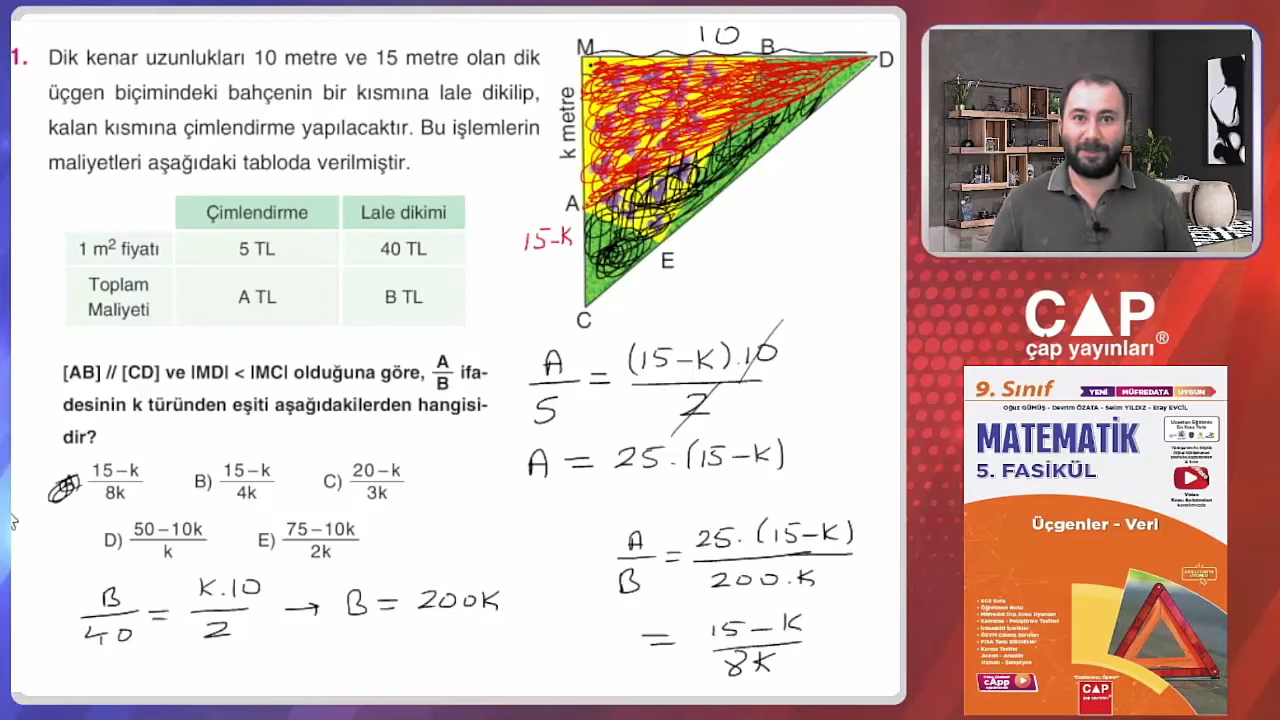 1. Dik kenar uzunlukları 10 metre ve 15 metre olan dik
üçgen biçimindeki bahçenin bir kısmına lale dikilip,
kalan kısmına çimlendirme yapılacaktır. Bu işlemlerin
maliyetleri aşağıdaki tabloda verilmiştir.
Çimlendirme Lale dikimi
1 m² fiyatı 5 TL 40 TL
Toplam Maliyeti A TL B TL
10
M B D
k metre
A
15-K
E
C
[AB] // [CD] ve |MD| < |MC| olduğuna göre, A/B ifa-
desinin k türünden eşiti aşağıdakilerden hangisi-
dir?
15-k/8k B) 15-k/4k C) 20-k/3k
D) 50-10k/k E) 75-10k/2k
B/40 = K.10/2 → B = 200K
A/5 = (15-K).10/2
A = 25.(15-K)
A/B = 25.(15-K)/200.K
= 15-K/8K
ÇAP®
çap yayınları
9. Sınıf
YENİ MÜFREDATA UYGUN
Oğuz GÜMÜŞ - Devrim ÖZATA - Selim YILDIZ - Eray EVCİL
MATEMATİK
5. FASİKÜL
Üçgenler - Veri
ÇAP